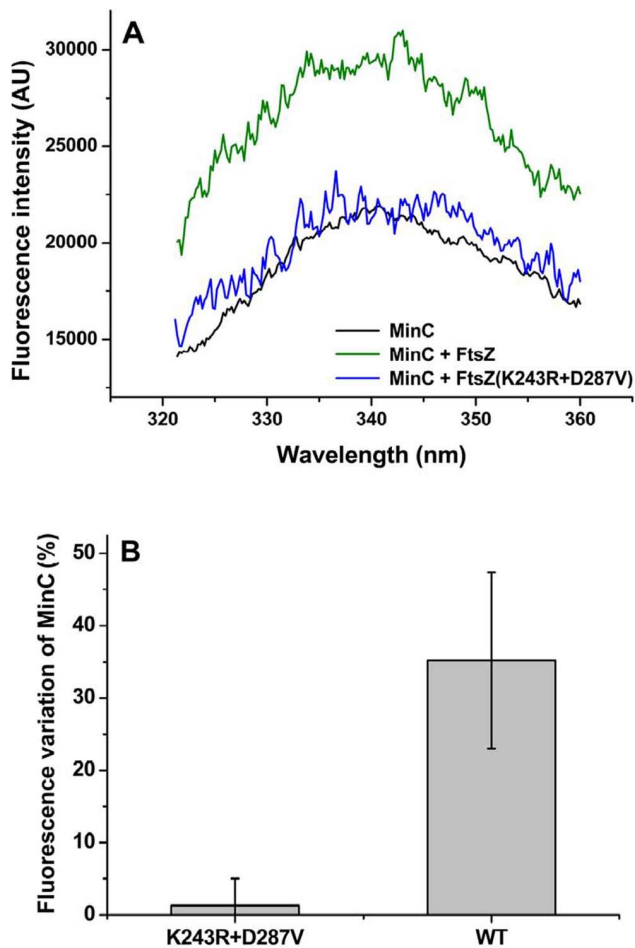 A
Fluorescence intensity (AU)
30000
25000
20000
15000
MinC
MinC + FtsZ
MinC + FtsZ(K243R+D287V)
320 330 340 350 360
Wavelength (nm)
B
Fluorescence variation of MinC (%)
50
40
30
20
10
0
K243R+D287V WT